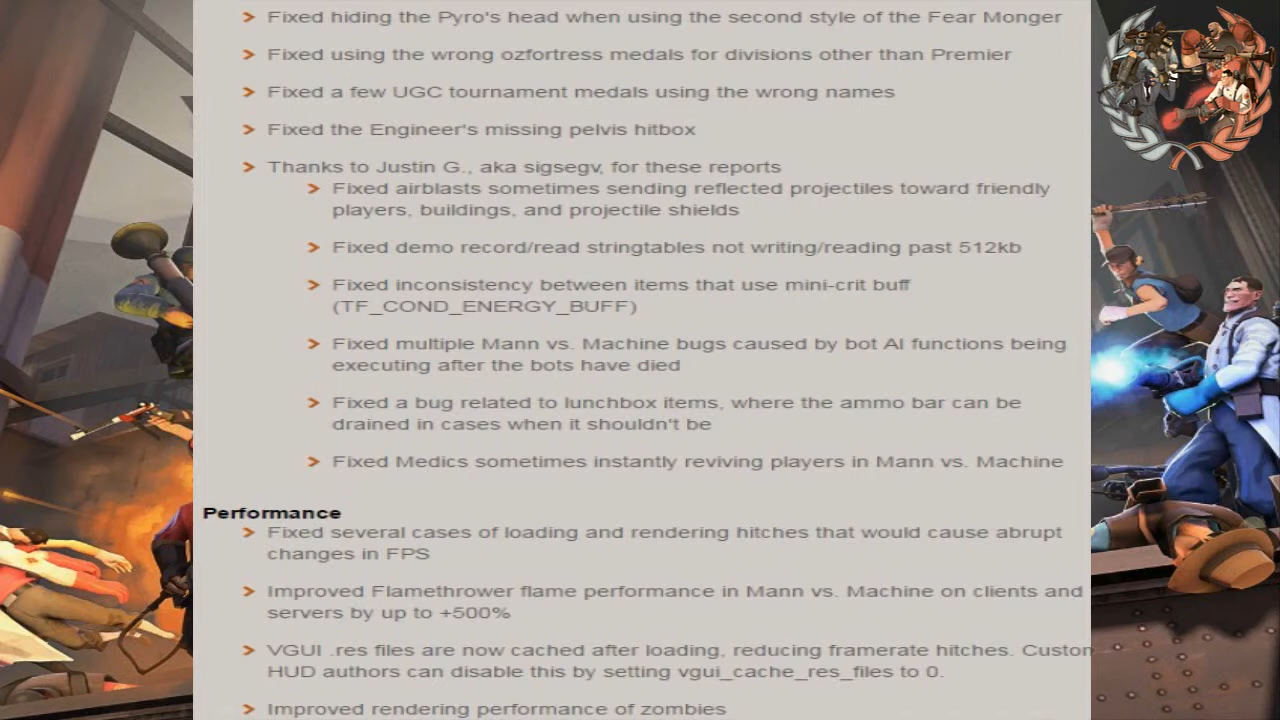 Fixed hiding the Pyro's head when using the second style of the Fear Monger
Fixed using the wrong ozfortress medals for divisions other than Premier
Fixed a few UGC tournament medals using the wrong names
Fixed the Engineer's missing pelvis hitbox
Thanks to Justin G., aka sigsegv, for these reports
Fixed airblasts sometimes sending reflected projectiles toward friendly
players, buildings, and projectile shields
Fixed demo record/read stringtables not writing/reading past 512kb
Fixed inconsistency between items that use mini-crit buff
(TF_COND_ENERGY_BUFF)
Fixed multiple Mann vs. Machine bugs caused by bot AI functions being
executing after the bots have died
Fixed a bug related to lunchbox items, where the ammo bar can be
drained in cases when it shouldn't be
Fixed Medics sometimes instantly reviving players in Mann vs. Machine
Performance
Fixed several cases of loading and rendering hitches that would cause abrupt
changes in FPS
Improved Flamethrower flame performance in Mann vs. Machine on clients and
servers by up to +500%
VGUI .res files are now cached after loading, reducing framerate hitches. Custon
HUD authors can disable this by setting vgui_cache_res_files to 0.
Improved rendering performance of zombies